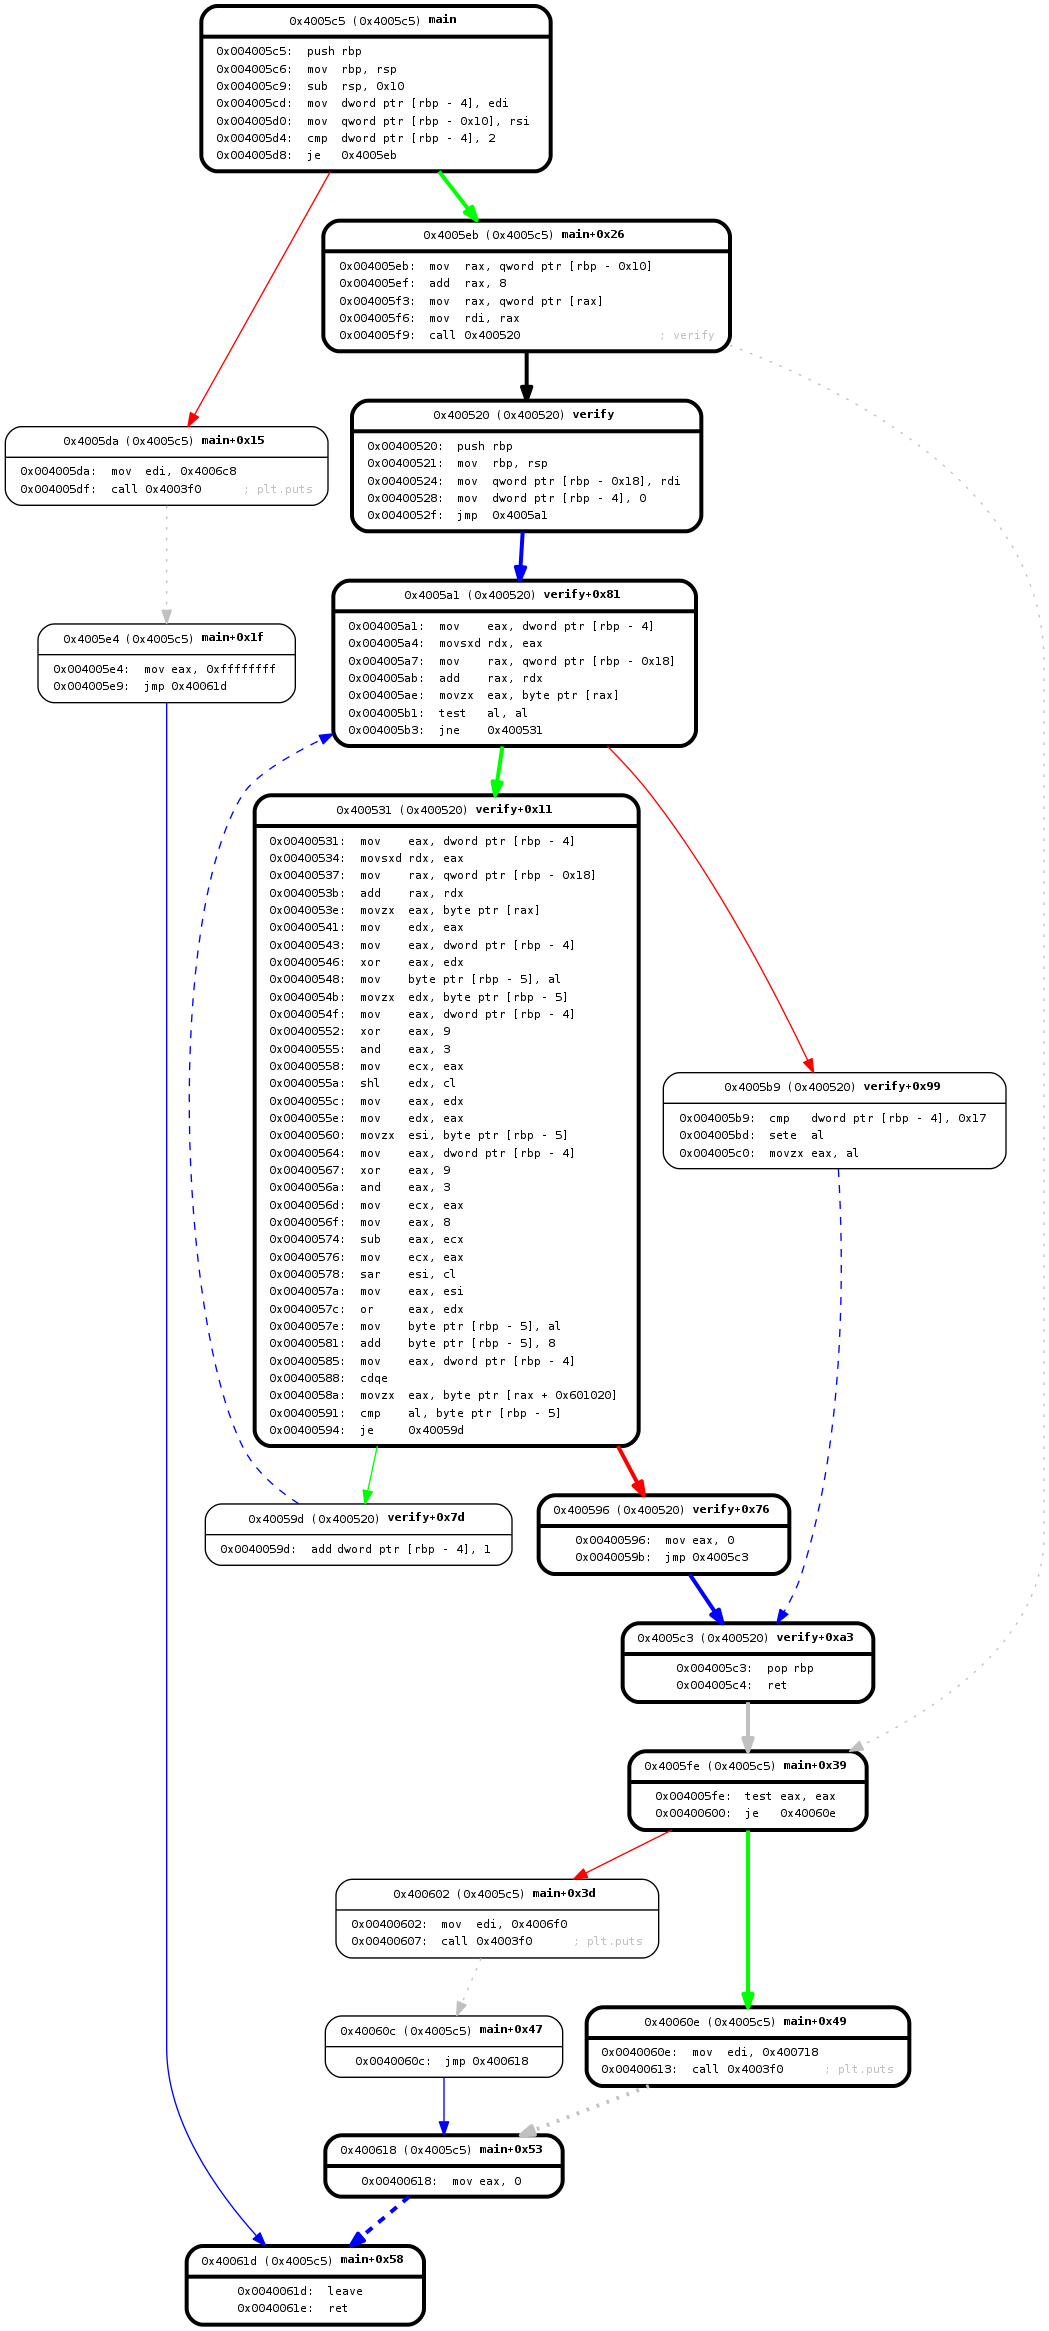 0x4005c5 (0x4005c5) main
0x004005c5: push rbp
0x004005c6: mov rbp, rsp
0x004005c9: sub rsp, 0x10
0x004005cd: mov dword ptr [rbp - 4], edi
0x004005d0: mov qword ptr [rbp - 0x10], rsi
0x004005d4: cmp dword ptr [rbp - 4], 2
0x004005d8: je 0x4005eb
0x4005eb (0x4005c5) main+0x26
0x004005eb: mov rax, qword ptr [rbp - 0x10]
0x004005ef: add rax, 8
0x004005f3: mov rax, qword ptr [rax]
0x004005f6: mov rdi, rax
0x004005f9: call 0x400520 ; verify
0x400520 (0x400520) verify
0x00400520: push rbp
0x00400521: mov rbp, rsp
0x00400524: mov qword ptr [rbp - 0x18], rdi
0x00400528: mov dword ptr [rbp - 4], 0
0x0040052f: jmp 0x4005a1
0x4005da (0x4005c5) main+0x15
0x004005da: mov edi, 0x4006c8
0x004005df: call 0x4003f0 ; plt.puts
0x4005e4 (0x4005c5) main+0x1f
0x004005e4: mov eax, 0xffffffff
0x004005e9: jmp 0x40061d
0x4005a1 (0x400520) verify+0x81
0x004005a1: mov eax, dword ptr [rbp - 4]
0x004005a4: movsxd rdx, eax
0x004005a7: mov rax, qword ptr [rbp - 0x18]
0x004005ab: add rax, rdx
0x004005ae: movzx eax, byte ptr [rax]
0x004005b1: test al, al
0x004005b3: jne 0x400531
0x400531 (0x400520) verify+0x11
0x00400531: mov eax, dword ptr [rbp - 4]
0x00400534: movsxd rdx, eax
0x00400537: mov rax, qword ptr [rbp - 0x18]
0x0040053b: add rax, rdx
0x0040053e: movzx eax, byte ptr [rax]
0x00400541: mov edx, eax
0x00400543: mov eax, dword ptr [rbp - 4]
0x00400546: xor eax, edx
0x00400548: mov byte ptr [rbp - 5], al
0x0040054b: movzx edx, byte ptr [rbp - 5]
0x0040054f: mov eax, dword ptr [rbp - 4]
0x00400552: xor eax, 9
0x00400555: and eax, 3
0x00400558: mov ecx, eax
0x0040055a: shl edx, cl
0x0040055c: mov eax, edx
0x0040055e: mov edx, eax
0x00400560: movzx esi, byte ptr [rbp - 5]
0x00400564: mov eax, dword ptr [rbp - 4]
0x00400567: xor eax, 9
0x0040056a: and eax, 3
0x0040056d: mov ecx, eax
0x0040056f: mov eax, 8
0x00400574: sub eax, ecx
0x00400576: mov ecx, eax
0x00400578: sar esi, cl
0x0040057a: mov eax, esi
0x0040057c: or eax, edx
0x0040057e: mov byte ptr [rbp - 5], al
0x00400581: add byte ptr [rbp - 5], 8
0x00400585: mov eax, dword ptr [rbp - 4]
0x00400588: cdqe
0x0040058a: movzx eax, byte ptr [rax + 0x601020]
0x00400591: cmp al, byte ptr [rbp - 5]
0x00400594: je 0x40059d
0x4005b9 (0x400520) verify+0x99
0x004005b9: cmp dword ptr [rbp - 4], 0x17
0x004005bd: sete al
0x004005c0: movzx eax, al
0x40059d (0x400520) verify+0x7d
0x0040059d: add dword ptr [rbp - 4], 1
0x400596 (0x400520) verify+0x76
0x00400596: mov eax, 0
0x0040059b: jmp 0x4005c3
0x4005c3 (0x400520) verify+0xa3
0x004005c3: pop rbp
0x004005c4: ret
0x4005fe (0x4005c5) main+0x39
0x004005fe: test eax, eax
0x00400600: je 0x40060e
0x400602 (0x4005c5) main+0x3d
0x00400602: mov edi, 0x4006f0
0x00400607: call 0x4003f0 ; plt.puts
0x40060c (0x4005c5) main+0x47
0x0040060c: jmp 0x400618
0x40060e (0x4005c5) main+0x49
0x0040060e: mov edi, 0x400718
0x00400613: call 0x4003f0 ; plt.puts
0x400618 (0x4005c5) main+0x53
0x00400618: mov eax, 0
0x40061d (0x4005c5) main+0x58
0x0040061d: leave
0x0040061e: ret